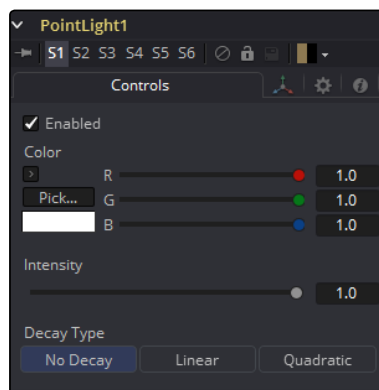 PointLight1
S1 S2 S3 S4 S5 S6
Controls
Enabled
Color
R 1.0
Pick... G 1.0
B 1.0
Intensity
1.0
Decay Type
No Decay Linear Quadratic